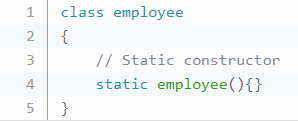 1 class employee
2 {
3     // Static constructor
4     static employee(){}
5 }